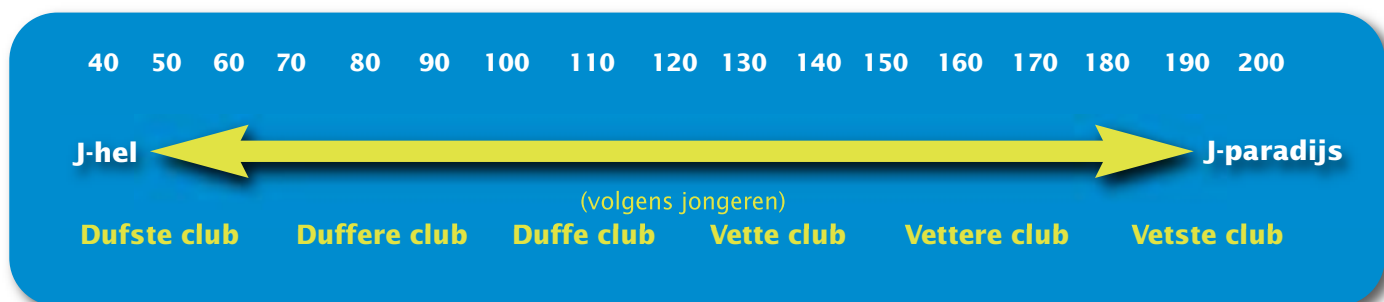 40 50 60 70 80 90 100 110 120 130 140 150 160 170 180 190 200
J-hel J-paradijs
(volgens jongeren)
Dufste club Duffere club Duffe club Vette club Vettere club Vetste club